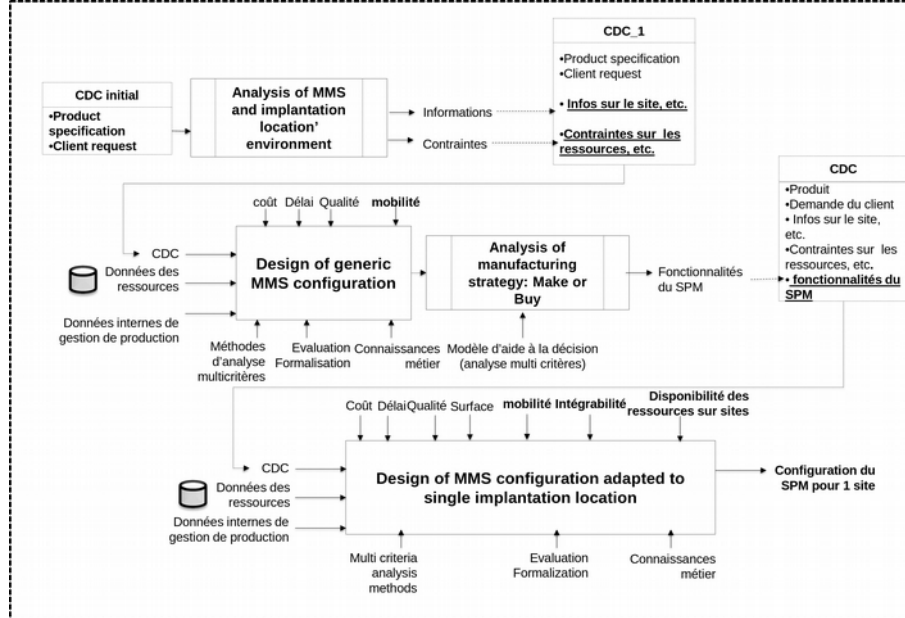 CDC_1
•Product specification
•Client request
• Infos sur le site, etc.
•Contraintes sur les
ressources, etc.
CDC initial
•Product
specification
•Client request
Analysis of MMS
and implantation
location’
environment
Informations
Contraintes
CDC
•Produit
•Demande du client
• Infos sur le site,
etc.
•Contraintes sur les
ressources, etc.
• fonctionnalités du
SPM
coût
Délai
Qualité
mobilité
CDC
Données des
ressources
Données internes de
gestion de production
Design of generic
MMS configuration
Analysis of
manufacturing
strategy: Make or
Buy
Fonctionnalités
du SPM
Méthodes
d’analyse
multicritères
Evaluation
Formalisation
Connaissances
métier
Modèle d’aide à la décision
(analyse multi critères)
Coût
Délai
Qualité
Surface
mobilité
Intégrabilité
Disponibilité des
ressources sur sites
CDC
Données des
ressources
Données internes de
gestion de production
Design of MMS configuration adapted to
single implantation location
Configuration du
SPM pour 1 site
Multi criteria
analysis
methods
Evaluation
Formalization
Connaissances
métier